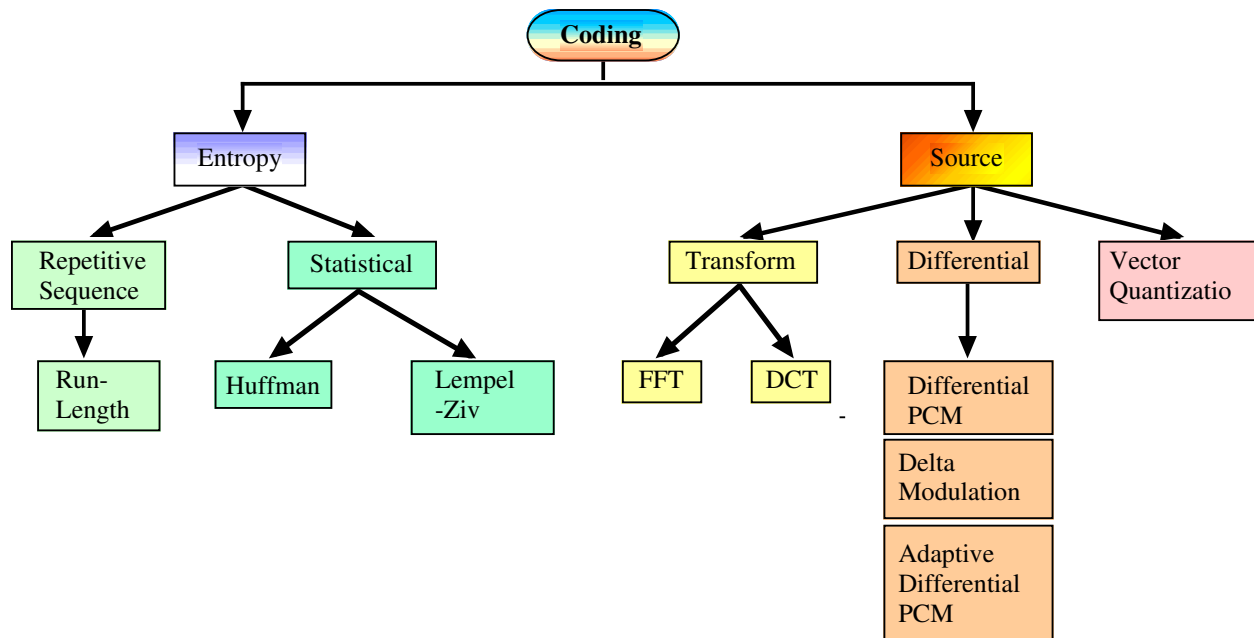 Coding
Entropy
Source
Repetitive
Sequence
Statistical
Transform
Differential
Vector
Quantizatio
Run-
Length
Huffman
Lempel
-Ziv
FFT
DCT
-
Differential
PCM
Delta
Modulation
Adaptive
Differential
PCM